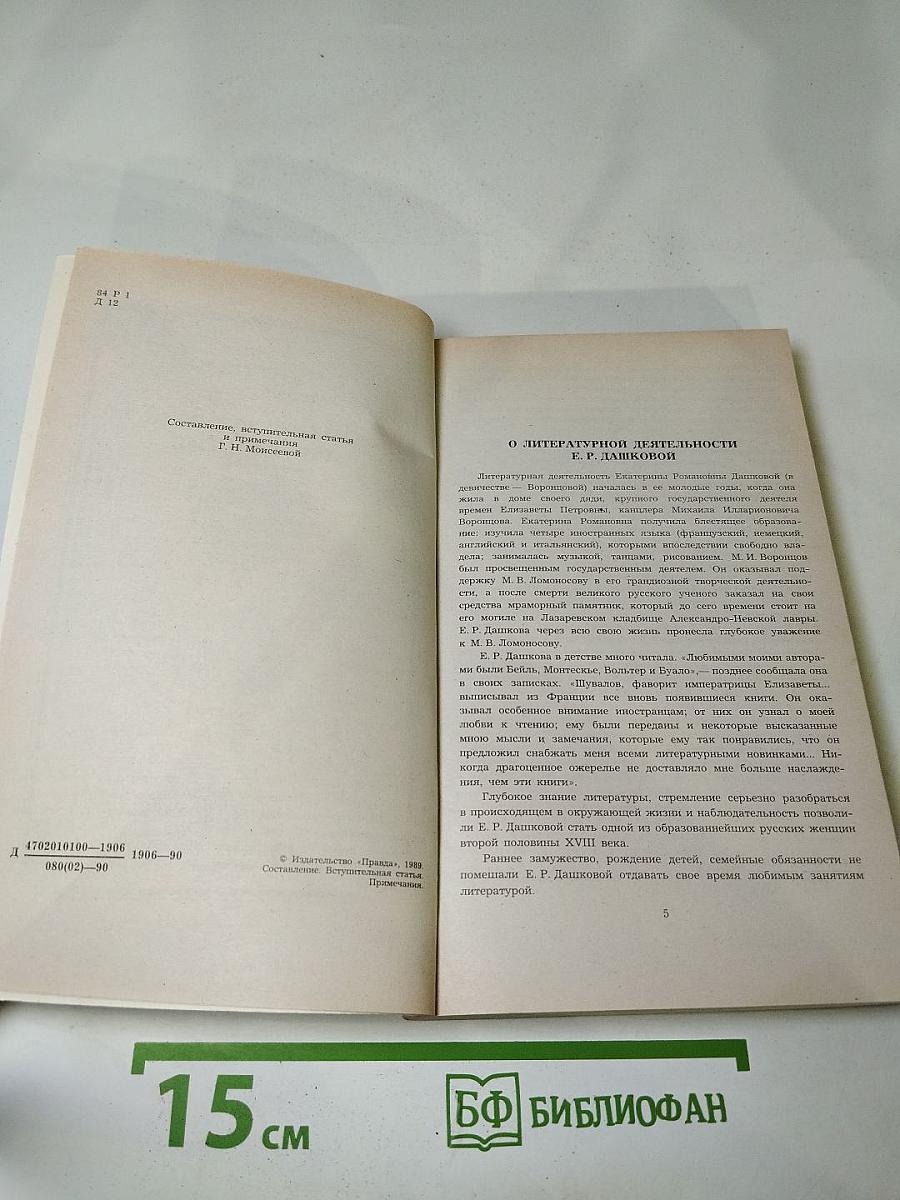 84 Р 1
Д 12
Составление, вступительная статья
и примечания
Г. Н. Моисеевой
Д 4702010100—1906 1906—90
080(02)—90
© Издательство «Правда», 1989.
Составление. Вступительная статья.
Примечания.
О ЛИТЕРАТУРНОЙ ДЕЯТЕЛЬНОСТИ
Е. Р. ДАШКОВОЙ
Литературная деятельность Екатерины Романовны Дашковой (в
девичестве — Воронцовой) началась в ее молодые годы, когда она
жила в доме своего дяди, крупного государственного деятеля
времен Елизаветы Петровны, канцлера Михаила Илларионовича
Воронцова. Екатерина Романовна получила блестящее образова-
ние: изучила четыре иностранных языка (французский, немецкий,
английский и итальянский), которыми впоследствии свободно вла-
дела; занималась музыкой, танцами, рисованием. М. И. Воронцов
был просвещенным государственным деятелем. Он оказывал под-
держку М. В. Ломоносову в его грандиозной творческой деятельно-
сти, а после смерти великого русского ученого заказал на свои
средства мраморный памятник, который до сего времени стоит на
его могиле на Лазаревском кладбище Александро-Невской лавры.
Е. Р. Дашкова через всю свою жизнь пронесла глубокое уважение
к М. В. Ломоносову.
Е. Р. Дашкова в детстве много читала. «Любимыми моими автора-
ми были Бейль, Монтескье, Вольтер и Буало»,— позднее сообщала она
в своих записках. «Шувалов, фаворит императрицы Елизаветы...
выписывал из Франции все вновь появившиеся книги. Он ока-
зывал особенное внимание иностранцам; от них он узнал о моей
любви к чтению; ему были переданы и некоторые высказанные
мною мысли и замечания, которые ему так понравились, что он
предложил снабжать меня всеми литературными новинками... Ни-
когда драгоценное ожерелье не доставляло мне больше наслажде-
ния, чем эти книги».
Глубокое знание литературы, стремление серьезно разобраться
в происходящем в окружающей жизни и наблюдательность позволи-
ли Е. Р. Дашковой стать одной из образованнейших русских женщин
второй половины XVIII века.
Раннее замужество, рождение детей, семейные обязанности не
помешали Е. Р. Дашковой отдавать свое время любимым занятиям
литературой.
5
15 см
БФ БИБЛИОФАН